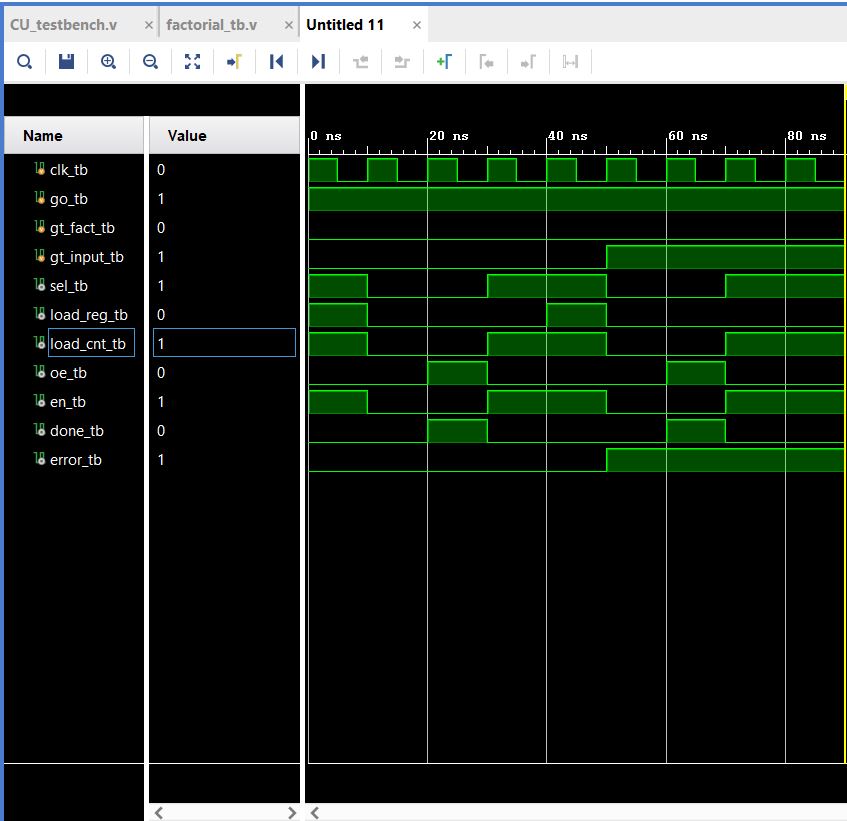 CU_testbench.v × factorial_tb.v × Untitled 11 ×
Name Value 0 ns 20 ns 40 ns 60 ns 80 ns
clk_tb 0
go_tb 1
gt_fact_tb 0
gt_input_tb 1
sel_tb 1
load_reg_tb 0
load_cnt_tb 1
oe_tb 0
en_tb 1
done_tb 0
error_tb 1